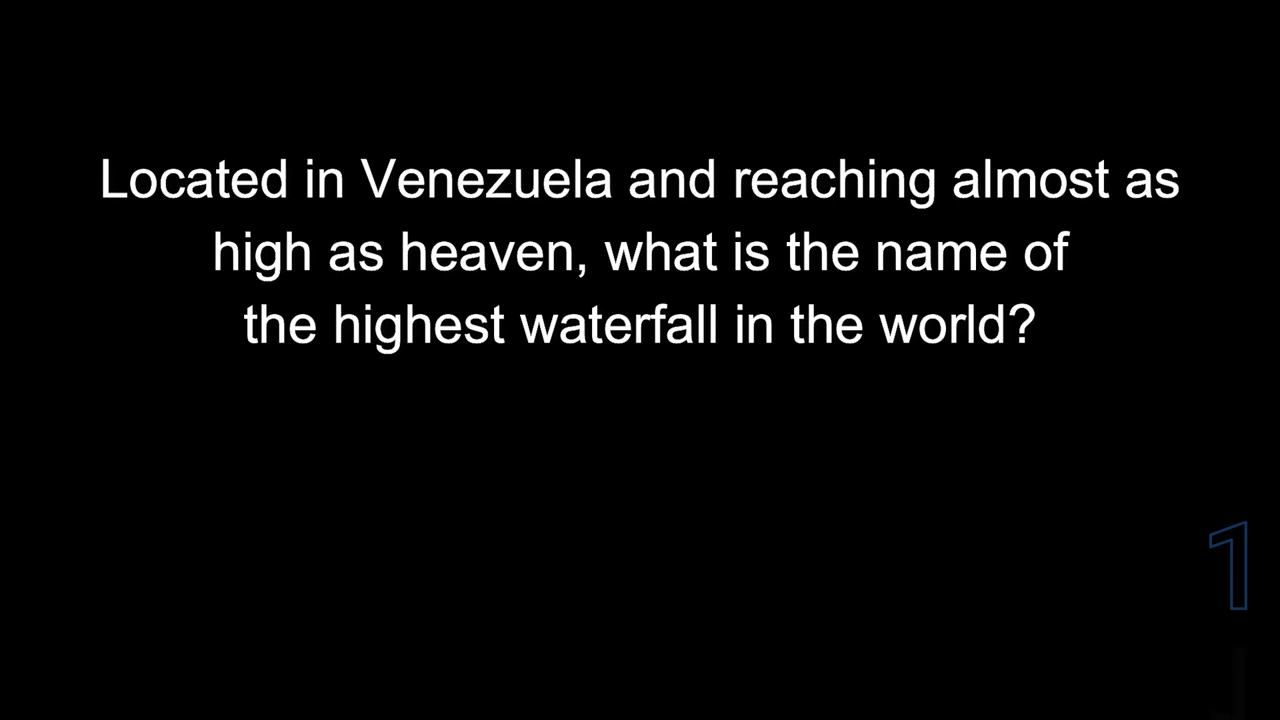 Located in Venezuela and reaching almost as
high as heaven, what is the name of
the highest waterfall in the world?
1